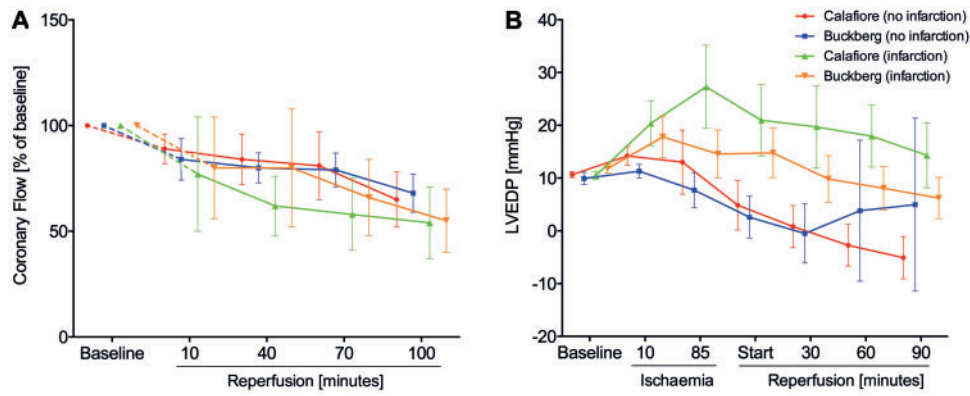 A
Coronary Flow [% of baseline]
150
100
50
0
Baseline 10 40 70 100
Reperfusion [minutes]
B
LVEDP [mmHg]
40
30
20
10
0
-10
-20
Calafiore (no infarction)
Buckberg (no infarction)
Calafiore (infarction)
Buckberg (infarction)
Baseline 10 85 Start 30 60 90
Ischaemia Reperfusion [minutes]